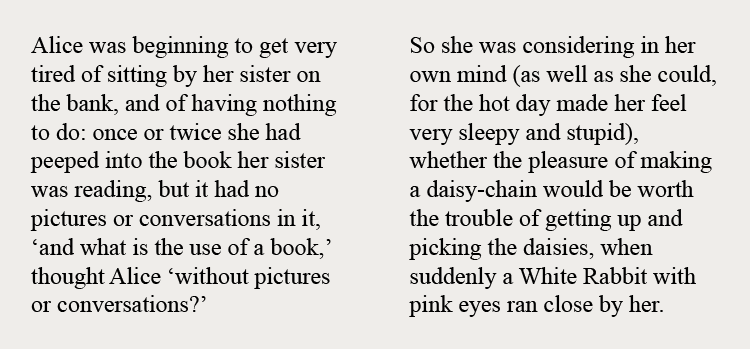 Alice was beginning to get very
tired of sitting by her sister on
the bank, and of having nothing
to do: once or twice she had
peeped into the book her sister
was reading, but it had no
pictures or conversations in it,
‘and what is the use of a book,’
thought Alice ‘without pictures
or conversations?’
So she was considering in her
own mind (as well as she could,
for the hot day made her feel
very sleepy and stupid),
whether the pleasure of making
a daisy-chain would be worth
the trouble of getting up and
picking the daisies, when
suddenly a White Rabbit with
pink eyes ran close by her.